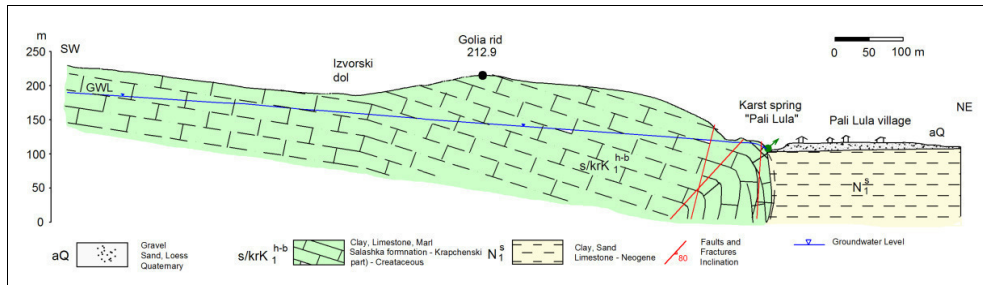 m
SW
250
200
150
100
50
0
GWL
Izvorski
dol
Golia rid
212.9
0 50 100 m
Karst spring
"Pali Lula"
Pali Lula village
NE
aQ
s/krK 1 h-b
N 1 s
aQ
Gravel
Sand, Loess
Quaternary
s/krK 1 h-b
Clay, Limestone, Marl
Salashka fomnation - Krapchenski
part) - Creataceous
N 1 s
Clay, Sand
Limestone - Neogene
80
Faults and
Fractures
Inclination
Groundwater Level